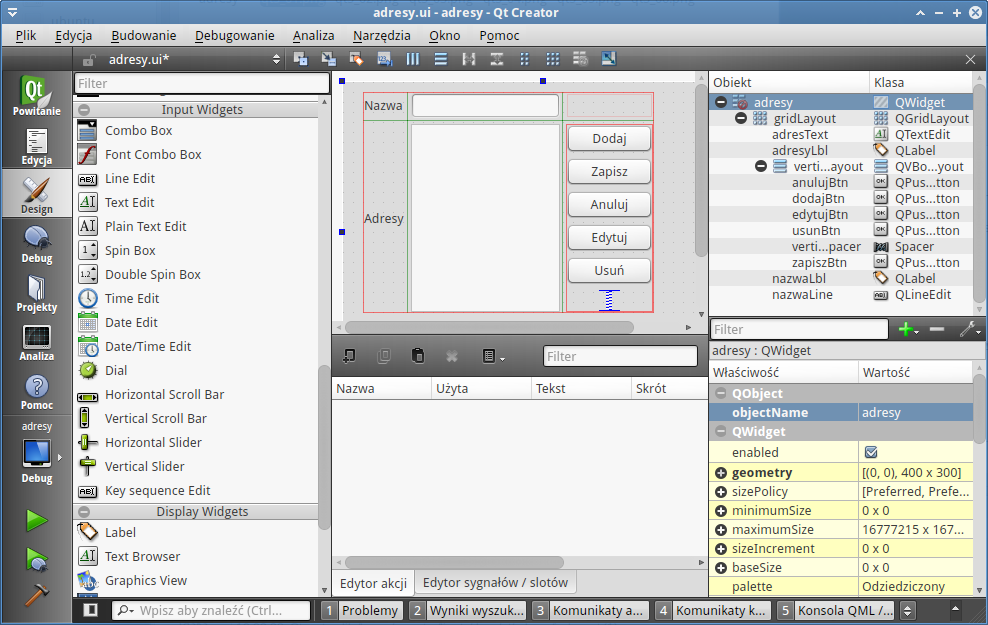 adresy.ui - adresy - Qt Creator
Plik Edycja Budowanie Debugowanie Analiza Narzędzia Okno Pomoc
adresy.ui*
Qt
Powitanie
Edycja
Design
Debug
Projekty
Analiza
Pomoc
adresy
Debug
Filter
Input Widgets
Combo Box
Font Combo Box
Line Edit
Text Edit
Plain Text Edit
Spin Box
Double Spin Box
Time Edit
Date Edit
Date/Time Edit
Dial
Horizontal Scroll Bar
Vertical Scroll Bar
Horizontal Slider
Vertical Slider
Key sequence Edit
Display Widgets
Label
Text Browser
Graphics View
Nazwa
Adresy
Dodaj
Zapisz
Anuluj
Edytuj
Usuń
Filter
Nazwa Użyta Tekst Skrót
Edytor akcji Edytor sygnałów / slotów
Obiekt Klasa
adresy QWidget
gridLayout QGridLayout
adresText QTextEdit
adresyLbl QLabel
verti...ayout QVBo...yout
anulujBtn QPus...tton
dodajBtn QPus...tton
edytujBtn QPus...tton
usunBtn QPus...tton
verti...pacer Spacer
zapiszBtn QPus...tton
nazwaLbl QLabel
nazwaLine QLineEdit
Filter
adresy : QWidget
Właściwość Wartość
QObject
objectName adresy
QWidget
enabled
geometry [(0, 0), 400 x 300]
sizePolicy [Preferred, Prefe...
minimumSize 0 x 0
maximumSize 16777215 x 167...
sizeIncrement 0 x 0
baseSize 0 x 0
palette Odziedziczony
Wpisz aby znaleźć (Ctrl...
1 Problemy 2 Wyniki wyszuk... 3 Komunikaty a... 4 Komunikaty k... 5 Konsola QML /...